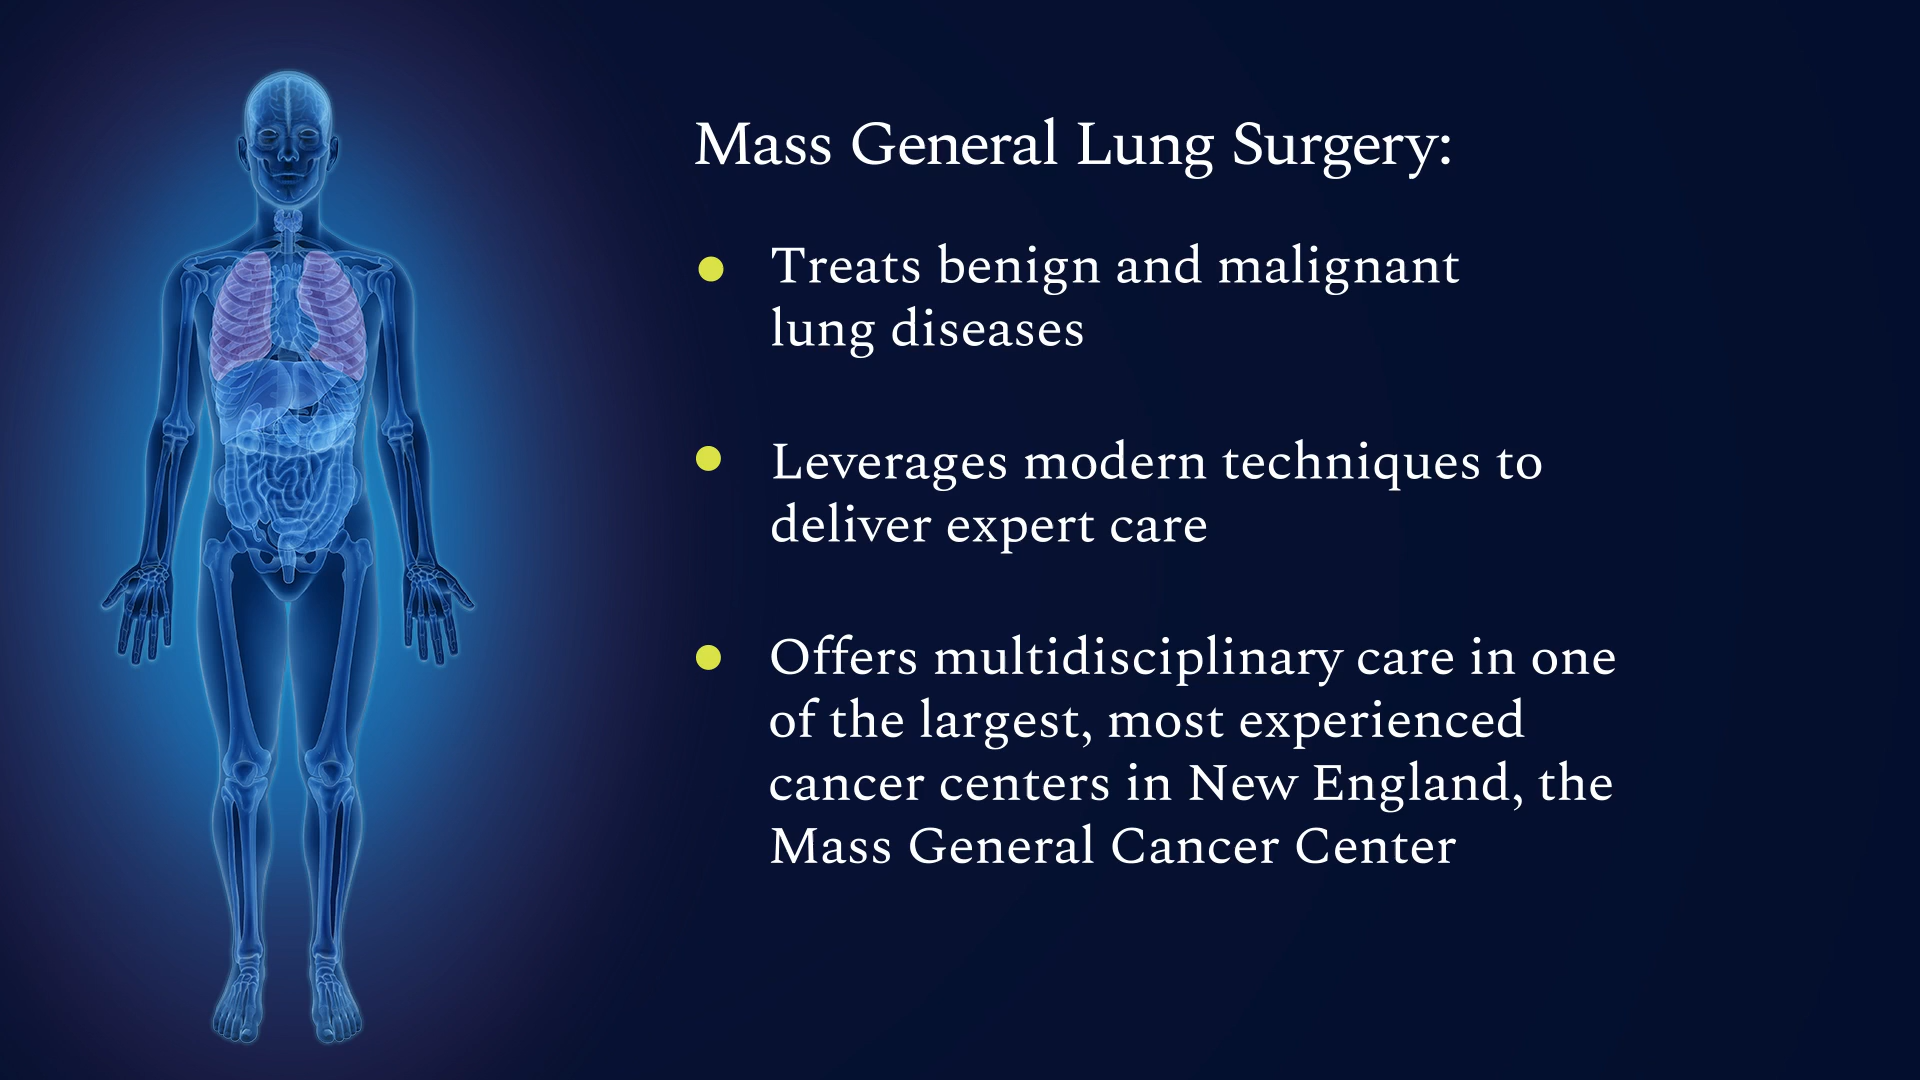 Mass General Lung Surgery:
Treats benign and malignant
lung diseases
Leverages modern techniques to
deliver expert care
Offers multidisciplinary care in one
of the largest, most experienced
cancer centers in New England, the
Mass General Cancer Center